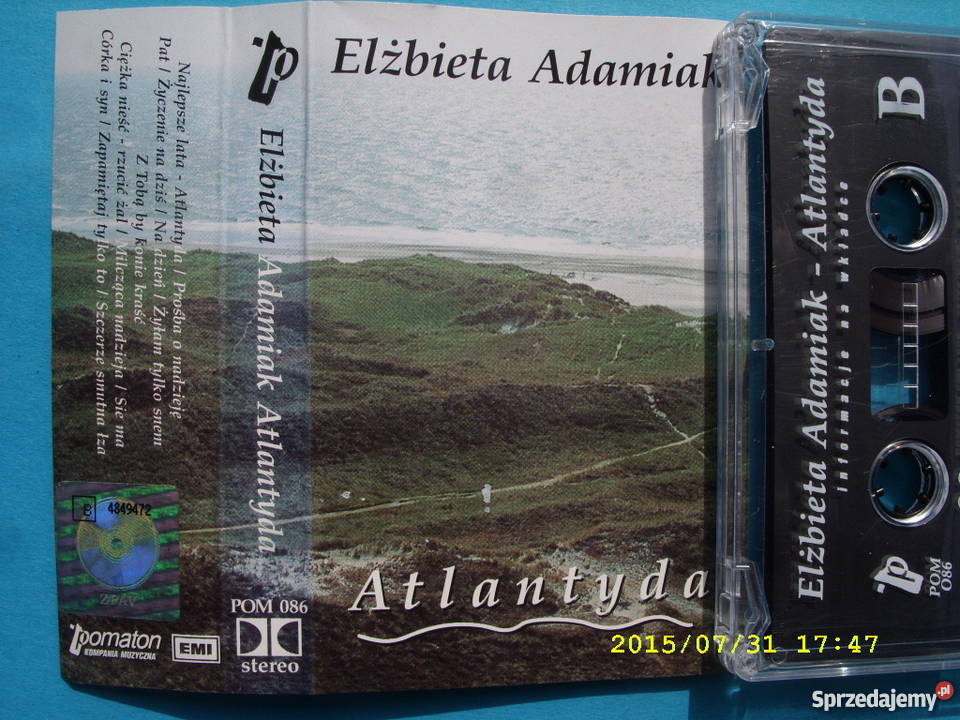 Najlepsze lata - Atlantyda / Prośba o nadzieję
Pat / Życzenie na dziś / Na dzień / Żyłam tylko snem
Z Tobą by konie kraść
Ciężka nieść - rzucić żal / Milcząca nadzieja / Sie ma
Córka i syn / Zapamiętaj tylko to / Szczerze smutna łza
B 4849472
ZPAV
pomaton
KOMPANIA MUZYCZNA
EMI
Elżbieta Adamiak Atlantyda
POM 086
stereo
Elżbieta Adamiak
Atlantyda
B
Elżbieta Adamiak - Atlantyda
informacje na okładce
POM
086
2015/07/31 17:47
Sprzedajemy.pl